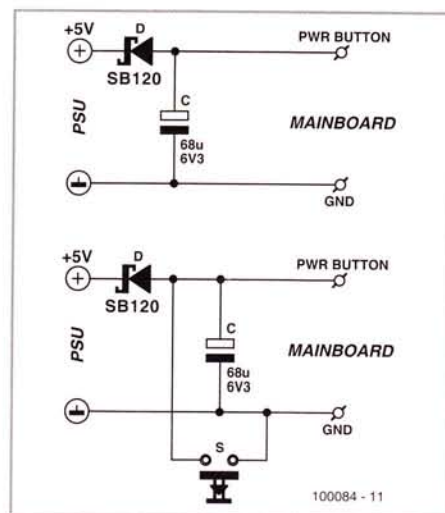 +5V
D
PWR BUTTON
SB120
C
PSU
68u
6V3
MAINBOARD
GND
+5V
D
PWR BUTTON
SB120
C
PSU
68u
6V3
MAINBOARD
GND
S
100084 - 11